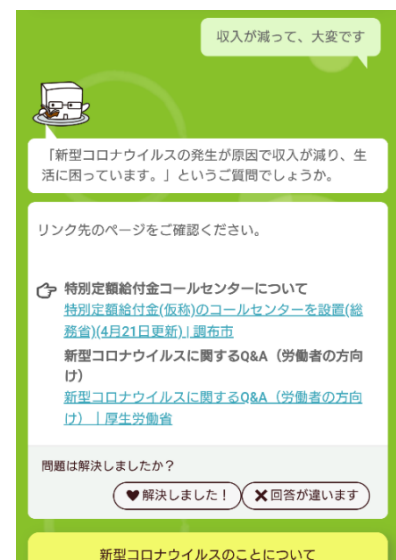 収入が減って、大変です
「新型コロナウイルスの発生が原因で収入が減り、生
活に困っています。」というご質問でしょうか。
リンク先のページをご確認ください。
特別定額給付金コールセンターについて
特別定額給付金(仮称)のコールセンターを設置(総
務省)(4月21日更新) | 調布市
新型コロナウイルスに関するQ&A（労働者の方向
け）
新型コロナウイルスに関するQ&A（労働者の方向
け）｜厚生労働省
問題は解決しましたか？
♥解決しました！
✖回答が違います
新型コロナウイルスのことについて